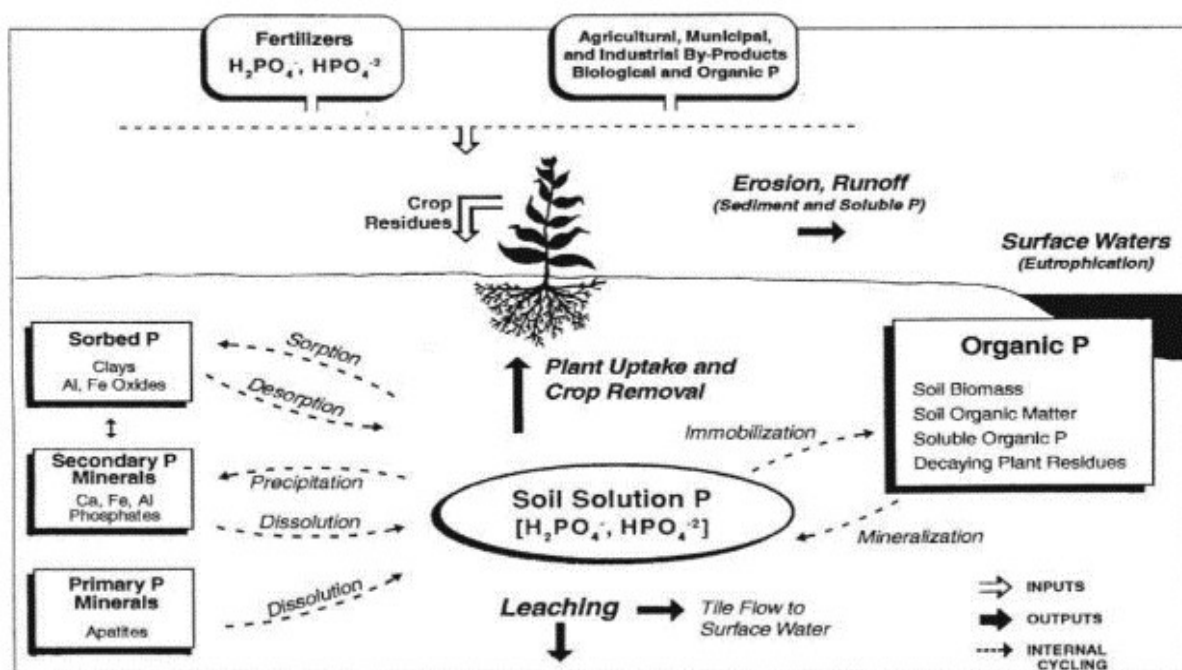 Fertilizers
H₂PO₄⁻, HPO₄⁻²
Agricultural, Municipal,
and Industrial By-Products
Biological and Organic P
Crop
Residues
Erosion, Runoff
(Sediment and Soluble P)
Surface Waters
(Eutrophication)
Sorbed P
Clays
Al, Fe Oxides
Sorption
Desorption
Plant Uptake and
Crop Removal
Organic P
Soil Biomass
Soil Organic Matter
Soluble Organic P
Decaying Plant Residues
Immobilization
Secondary P
Minerals
Ca, Fe, Al
Phosphates
Precipitation
Dissolution
Soil Solution P
[H₂PO₄⁻, HPO₄⁻²]
Mineralization
Primary P
Minerals
Apatites
Dissolution
Leaching
Tile Flow to
Surface Water
INPUTS
OUTPUTS
INTERNAL
CYCLING